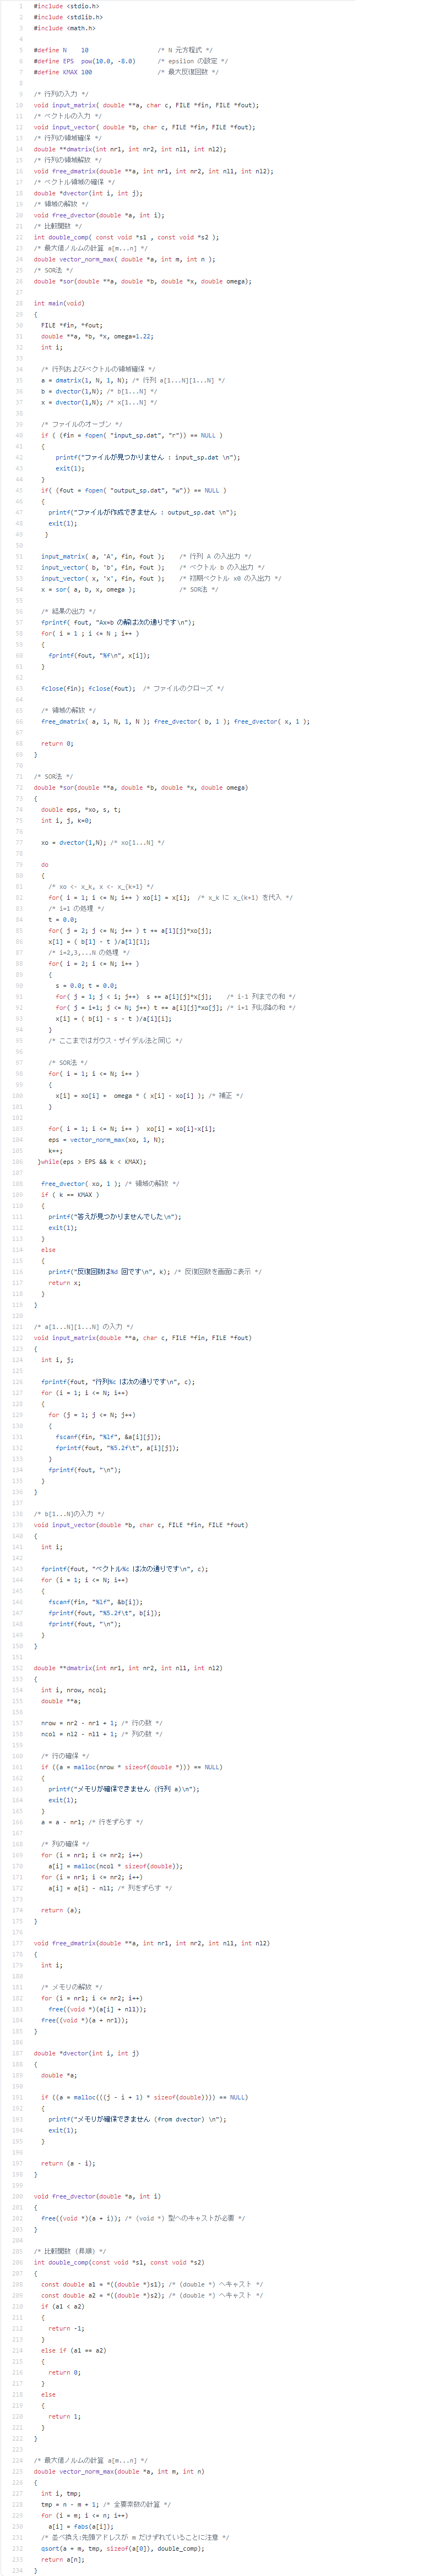 1 #include <stdio.h>
2 #include <stdlib.h>
3 #include <math.h>
4
5 #define N    10                   /* N 元方程式 */
6 #define EPS  pow(10.0, -8.0)      /* epsilon の設定 */
7 #define KMAX 100                  /* 最大反復回数 */
8
9 /* 行列の入力 */
10 void input_matrix( double **a, char c, FILE *fin, FILE *fout);
11 /* ベクトルの入力 */
12 void input_vector( double *b, char c, FILE *fin, FILE *fout);
13 /* 行列の領域確保 */
14 double **dmatrix(int nr1, int nr2, int nl1, int nl2);
15 /* 行列の領域解放 */
16 void free_dmatrix(double **a, int nr1, int nr2, int nl1, int nl2);
17 /* ベクトル領域の確保 */
18 double *dvector(int i, int j);
19 /* 領域の解放 */
20 void free_dvector(double *a, int i);
21 /* 比較関数 */
22 int double_comp( const void *s1 , const void *s2 );
23 /* 最大値ノルムの計算 a[m...n] */
24 double vector_norm_max( double *a, int m, int n );
25 /* SOR法 */
26 double *sor(double **a, double *b, double *x, double omega);
27
28 int main(void)
29 {
30   FILE *fin, *fout;
31   double **a, *b, *x, omega=1.22;
32   int i;
33
34   /* 行列およびベクトルの領域確保 */
35   a = dmatrix(1, N, 1, N); /* 行列 a[1...N][1...N] */
36   b = dvector(1,N); /* b[1...N] */
37   x = dvector(1,N); /* x[1...N] */
38
39   /* ファイルのオープン */
40   if ( (fin = fopen( "input_sp.dat", "r")) == NULL )
41   {
42       printf("ファイルが見つかりません : input_sp.dat \n");
43       exit(1);
44   }
45   if( (fout = fopen( "output_sp.dat", "w")) == NULL )
46   {
47     printf("ファイルが作成できません : output_sp.dat \n");
48     exit(1);
49    }
50
51   input_matrix( a, 'A', fin, fout );    /* 行列 A の入出力 */
52   input_vector( b, 'b', fin, fout );    /* ベクトル b の入出力 */
53   input_vector( x, 'x', fin, fout );    /* 初期ベクトル x0 の入出力 */
54   x = sor( a, b, x, omega );            /* SOR法 */
55
56   /* 結果の出力 */
57   fprintf( fout, "Ax=b の解は次の通りです\n");
58   for( i = 1 ; i <= N ; i++ )
59   {
60     fprintf(fout, "%f\n", x[i]);
61   }
62
63   fclose(fin); fclose(fout);  /* ファイルのクローズ */
64
65   /* 領域の解放 */
66   free_dmatrix( a, 1, N, 1, N ); free_dvector( b, 1 ); free_dvector( x, 1 );
67
68   return 0;
69 }
70
71 /* SOR法 */
72 double *sor(double **a, double *b, double *x, double omega)
73 {
74   double eps, *xo, s, t;
75   int i, j, k=0;
76
77   xo = dvector(1,N); /* xo[1...N] */
78
79   do
80   {
81     /* xo <- x_k, x <- x_{k+1} */
82     for( i = 1; i <= N; i++ ) xo[i] = x[i];  /* x_k に x_(k+1) を代入 */
83     /* i=1 の処理 */
84     t = 0.0;
85     for( j = 2; j <= N; j++ ) t += a[1][j]*xo[j];
86     x[1] = ( b[1] - t )/a[1][1];
87     /* i=2,3,...N の処理 */
88     for( i = 2; i <= N; i++ )
89     {
90       s = 0.0; t = 0.0;
91       for( j = 1; j < i; j++)  s += a[i][j]*x[j];    /* i-1 列までの和 */
92       for( j = i+1; j <= N; j++) t += a[i][j]*xo[j]; /* i+1 列以降の和 */
93       x[i] = ( b[i] - s - t )/a[i][i];
94     }
95     /* ここまではガウス・ザイデル法と同じ */
96
97     /* SOR法 */
98     for( i = 1; i <= N; i++ )
99     {
100       x[i] = xo[i] +  omega * ( x[i] - xo[i] ); /* 補正 */
101     }
102
103     for( i = 1; i <= N; i++ )  xo[i] = xo[i]-x[i];
104     eps = vector_norm_max(xo, 1, N);
105     k++;
106  }while(eps > EPS && k < KMAX);
107
108   free_dvector( xo, 1 ); /* 領域の解放 */
109   if ( k == KMAX )
110   {
111     printf("答えが見つかりませんでした\n");
112     exit(1);
113   }
114   else
115   {
116     printf("反復回数は%d 回です\n", k); /* 反復回数を画面に表示 */
117     return x;
118   }
119 }
120
121 /* a[1...N][1...N] の入力 */
122 void input_matrix(double **a, char c, FILE *fin, FILE *fout)
123 {
124   int i, j;
125
126   fprintf(fout, "行列%c は次の通りです\n", c);
127   for (i = 1; i <= N; i++)
128   {
129     for (j = 1; j <= N; j++)
130     {
131       fscanf(fin, "%lf", &a[i][j]);
132       fprintf(fout, "%5.2f\t", a[i][j]);
133     }
134     fprintf(fout, "\n");
135   }
136 }
137
138 /* b[1...N]の入力 */
139 void input_vector(double *b, char c, FILE *fin, FILE *fout)
140 {
141   int i;
142
143   fprintf(fout, "ベクトル%c は次の通りです\n", c);
144   for (i = 1; i <= N; i++)
145   {
146     fscanf(fin, "%lf", &b[i]);
147     fprintf(fout, "%5.2f\t", b[i]);
148     fprintf(fout, "\n");
149   }
150 }
151
152 double **dmatrix(int nr1, int nr2, int nl1, int nl2)
153 {
154   int i, nrow, ncol;
155   double **a;
156
157   nrow = nr2 - nr1 + 1; /* 行の数 */
158   ncol = nl2 - nl1 + 1; /* 列の数 */
159
160   /* 行の確保 */
161   if ((a = malloc(nrow * sizeof(double *))) == NULL)
162   {
163     printf("メモリが確保できません (行列 a)\n");
164     exit(1);
165   }
166   a = a - nr1; /* 行をずらす */
167
168   /* 列の確保 */
169   for (i = nr1; i <= nr2; i++)
170     a[i] = malloc(ncol * sizeof(double));
171   for (i = nr1; i <= nr2; i++)
172     a[i] = a[i] - nl1; /* 列をずらす */
173
174   return (a);
175 }
176
177 void free_dmatrix(double **a, int nr1, int nr2, int nl1, int nl2)
178 {
179   int i;
180
181   /* メモリの解放 */
182   for (i = nr1; i <= nr2; i++)
183     free((void *)(a[i] + nl1));
184   free((void *)(a + nr1));
185 }
186
187 double *dvector(int i, int j)
188 {
189   double *a;
190
191   if ((a = malloc(((j - i + 1) * sizeof(double)))) == NULL)
192   {
193     printf("メモリが確保できません (from dvector) \n");
194     exit(1);
195   }
196
197   return (a - i);
198 }
199
200 void free_dvector(double *a, int i)
201 {
202   free((void *)(a + i)); /* (void *) 型へのキャストが必要 */
203 }
204
205 /* 比較関数 (昇順) */
206 int double_comp(const void *s1, const void *s2)
207 {
208   const double a1 = *((double *)s1); /* (double *) へキャスト */
209   const double a2 = *((double *)s2); /* (double *) へキャスト */
210   if (a1 < a2)
211   {
212     return -1;
213   }
214   else if (a1 == a2)
215   {
216     return 0;
217   }
218   else
219   {
220     return 1;
221   }
222 }
223
224 /* 最大値ノルムの計算 a[m...n] */
225 double vector_norm_max(double *a, int m, int n)
226 {
227   int i, tmp;
228   tmp = n - m + 1; /* 全要素数の計算 */
229   for (i = m; i <= n; i++)
230     a[i] = fabs(a[i]);
231   /* 並べ換え:先頭アドレスが m だけずれていることに注意 */
232   qsort(a + m, tmp, sizeof(a[0]), double_comp);
233   return a[n];
234 }